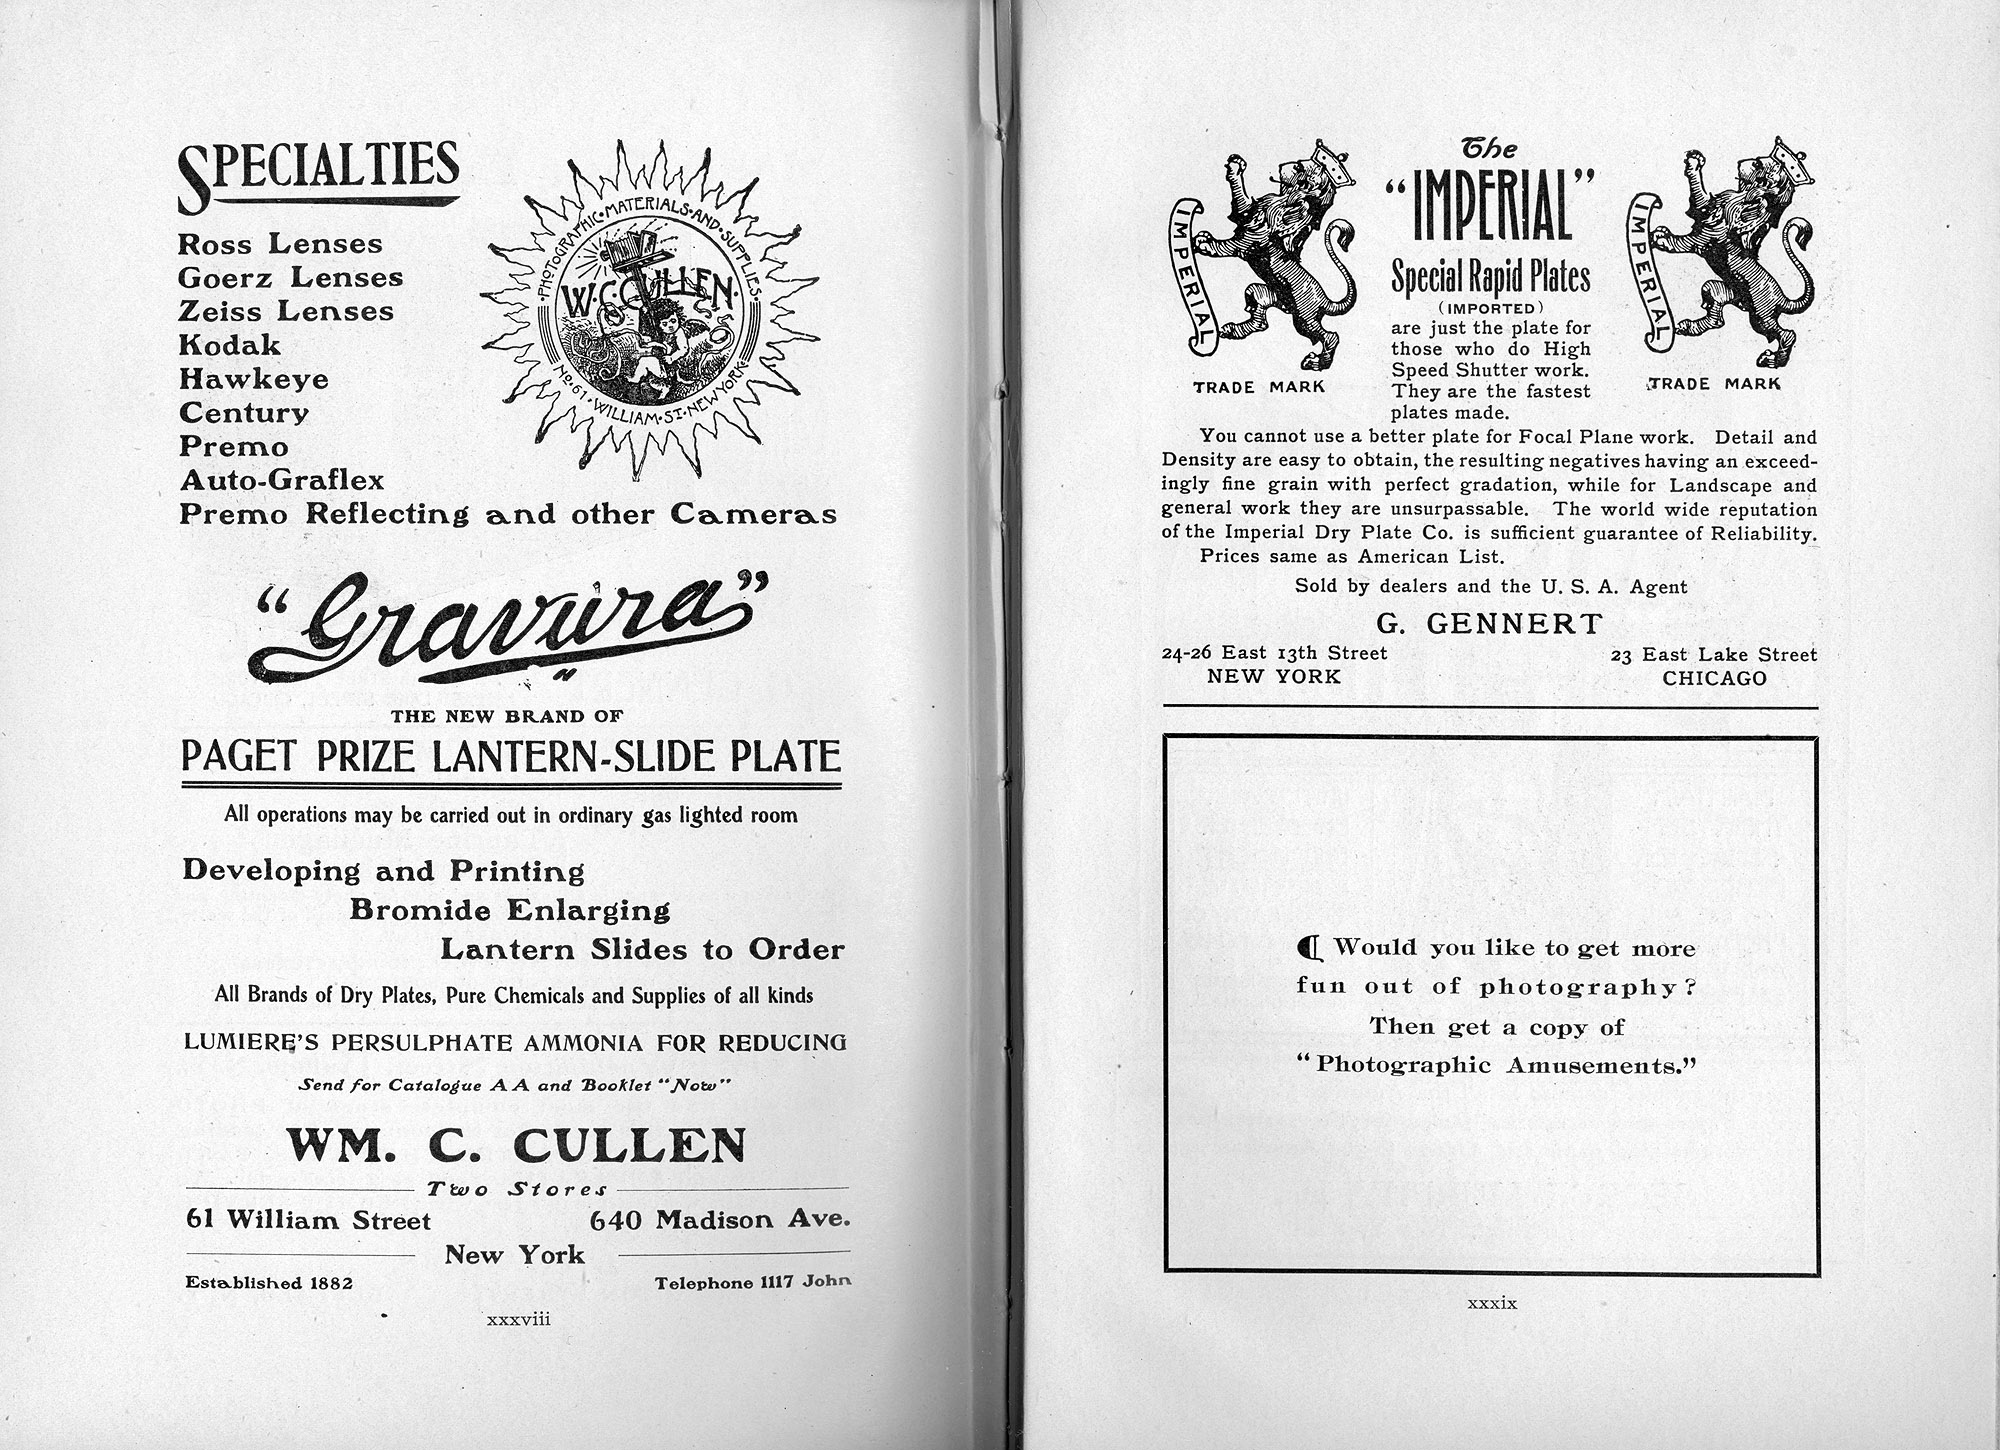 SPECIALTIES
Ross Lenses
Goerz Lenses
Zeiss Lenses
Kodak
Hawkeye
Century
Premo
Auto-Graflex
Premo Reflecting and other Cameras
·PHOTOGRAPHIC·MATERIALS·AND·SUPPLIES·
W·C·CULLEN·
No. 61·WILLIAM·ST·NEW YORK·
"Gravura"
THE NEW BRAND OF
PAGET PRIZE LANTERN-SLIDE PLATE
All operations may be carried out in ordinary gas lighted room
Developing and Printing
Bromide Enlarging
Lantern Slides to Order
All Brands of Dry Plates, Pure Chemicals and Supplies of all kinds
LUMIERE'S PERSULPHATE AMMONIA FOR REDUCING
Send for Catalogue A A and Booklet "Now"
WM. C. CULLEN
Two Stores
61 William Street 640 Madison Ave.
New York
Established 1882 Telephone 1117 John
xxxviii
The
"IMPERIAL"
Special Rapid Plates
(IMPORTED)
are just the plate for
those who do High
Speed Shutter work.
They are the fastest
plates made.
IMPERIAL
TRADE MARK
IMPERIAL
TRADE MARK
You cannot use a better plate for Focal Plane work. Detail and
Density are easy to obtain, the resulting negatives having an exceed-
ingly fine grain with perfect gradation, while for Landscape and
general work they are unsurpassable. The world wide reputation
of the Imperial Dry Plate Co. is sufficient guarantee of Reliability.
Prices same as American List.
Sold by dealers and the U. S. A. Agent
G. GENNERT
24-26 East 13th Street 23 East Lake Street
NEW YORK CHICAGO
¶ Would you like to get more
fun out of photography?
Then get a copy of
"Photographic Amusements."
xxxix